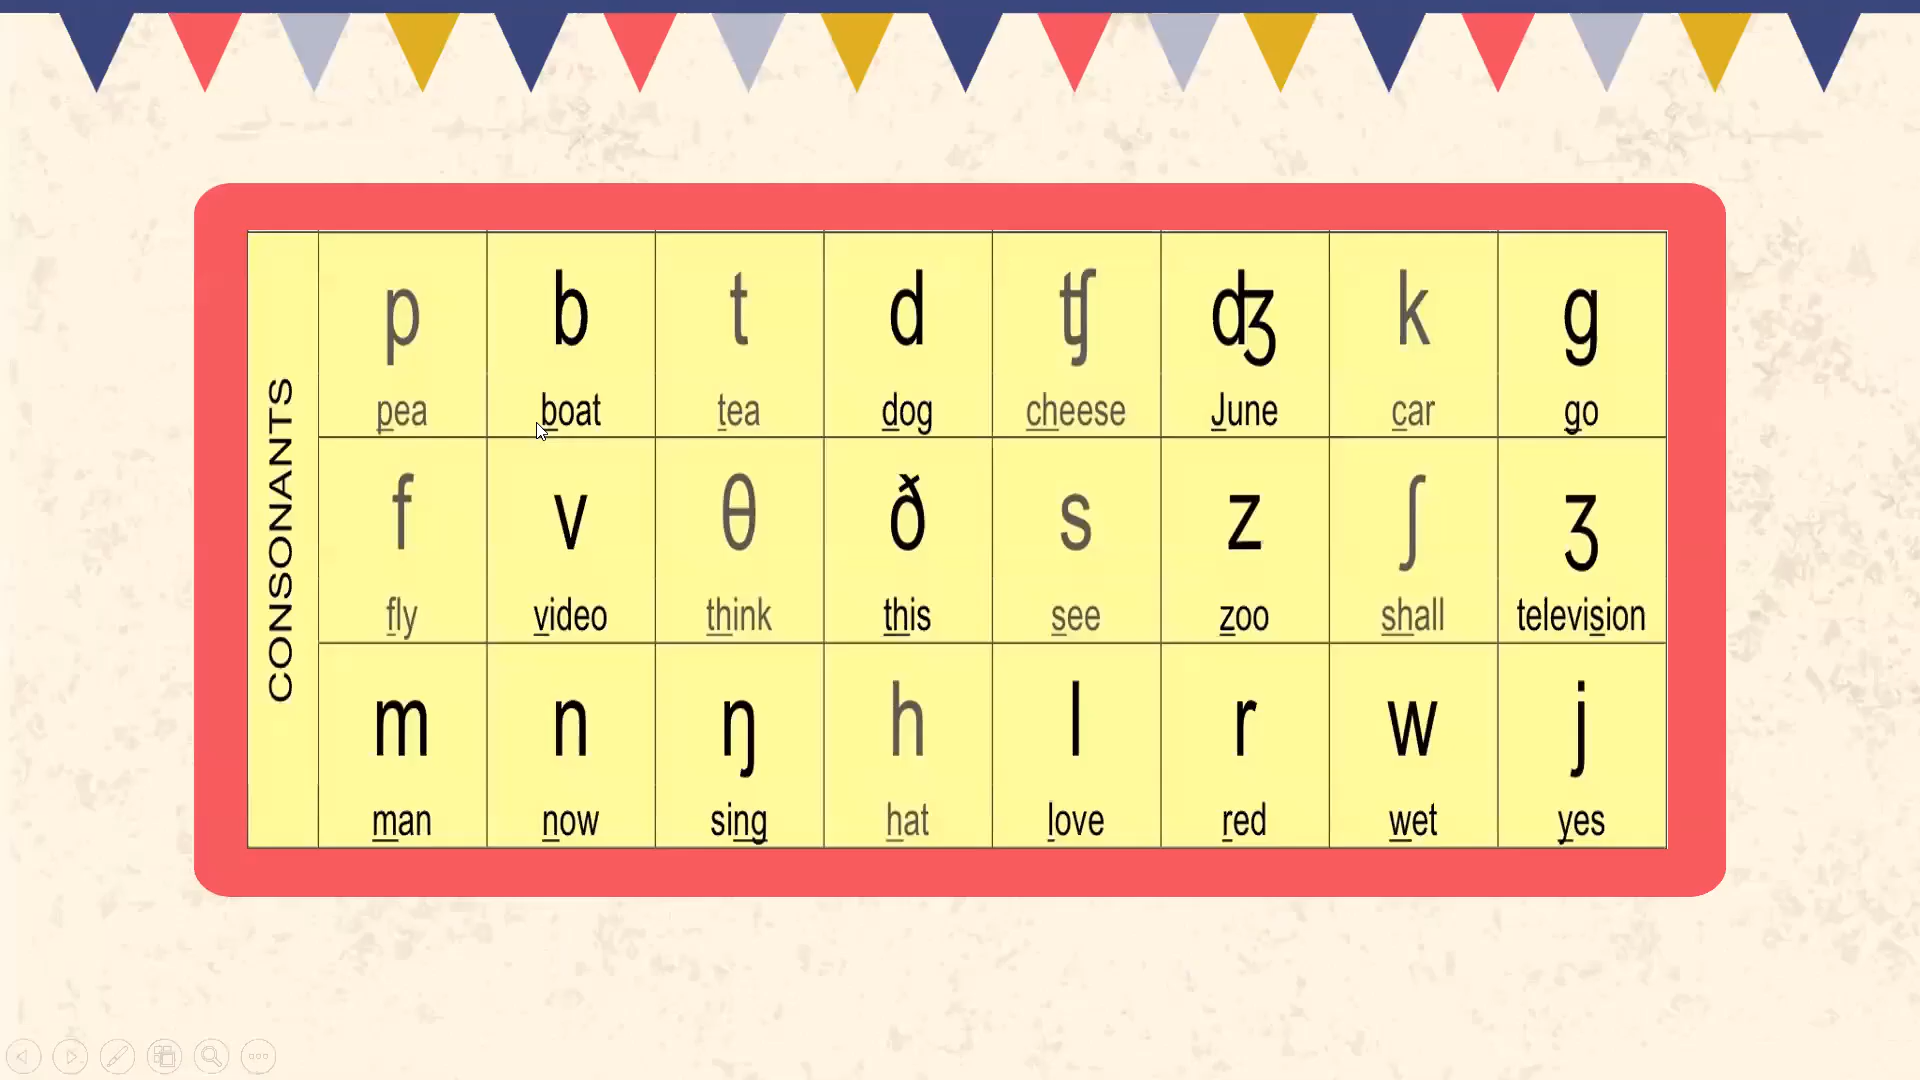 CONSONANTS
p b t d ʧ ʤ k g
pea boat tea dog cheese June car go
f v θ ð s z ʃ ʒ
fly video think this see zoo shall television
m n ŋ h l r w j
man now sing hat love red wet yes